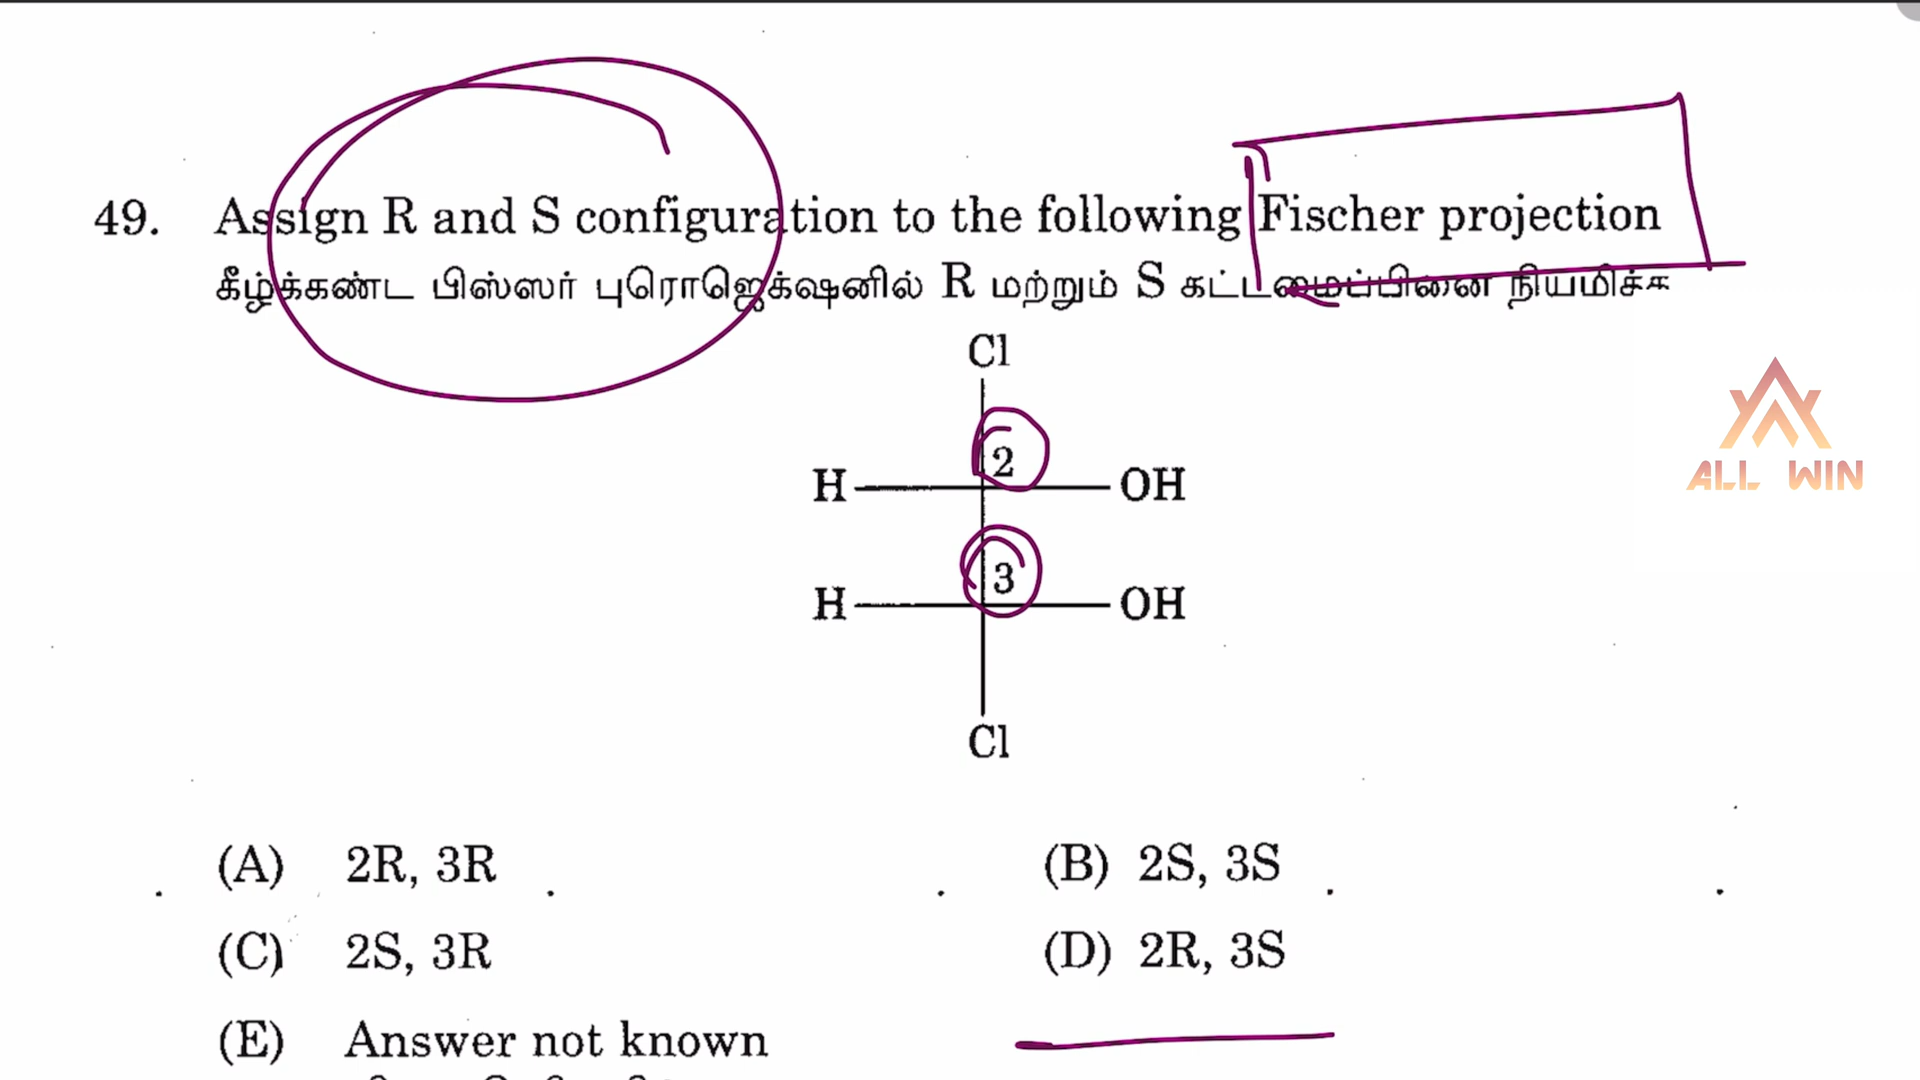 49. Assign R and S configuration to the following Fischer projection
கீழ்க்கண்ட பிஸ்ஸர் புரொஜெக்ஷனில் R மற்றும் S கட்டமைப்பினை நியமிக்க
Cl
2
H OH
3
H OH
Cl
ALL WIN
(A) 2R, 3R (B) 2S, 3S
(C) 2S, 3R (D) 2R, 3S
(E) Answer not known